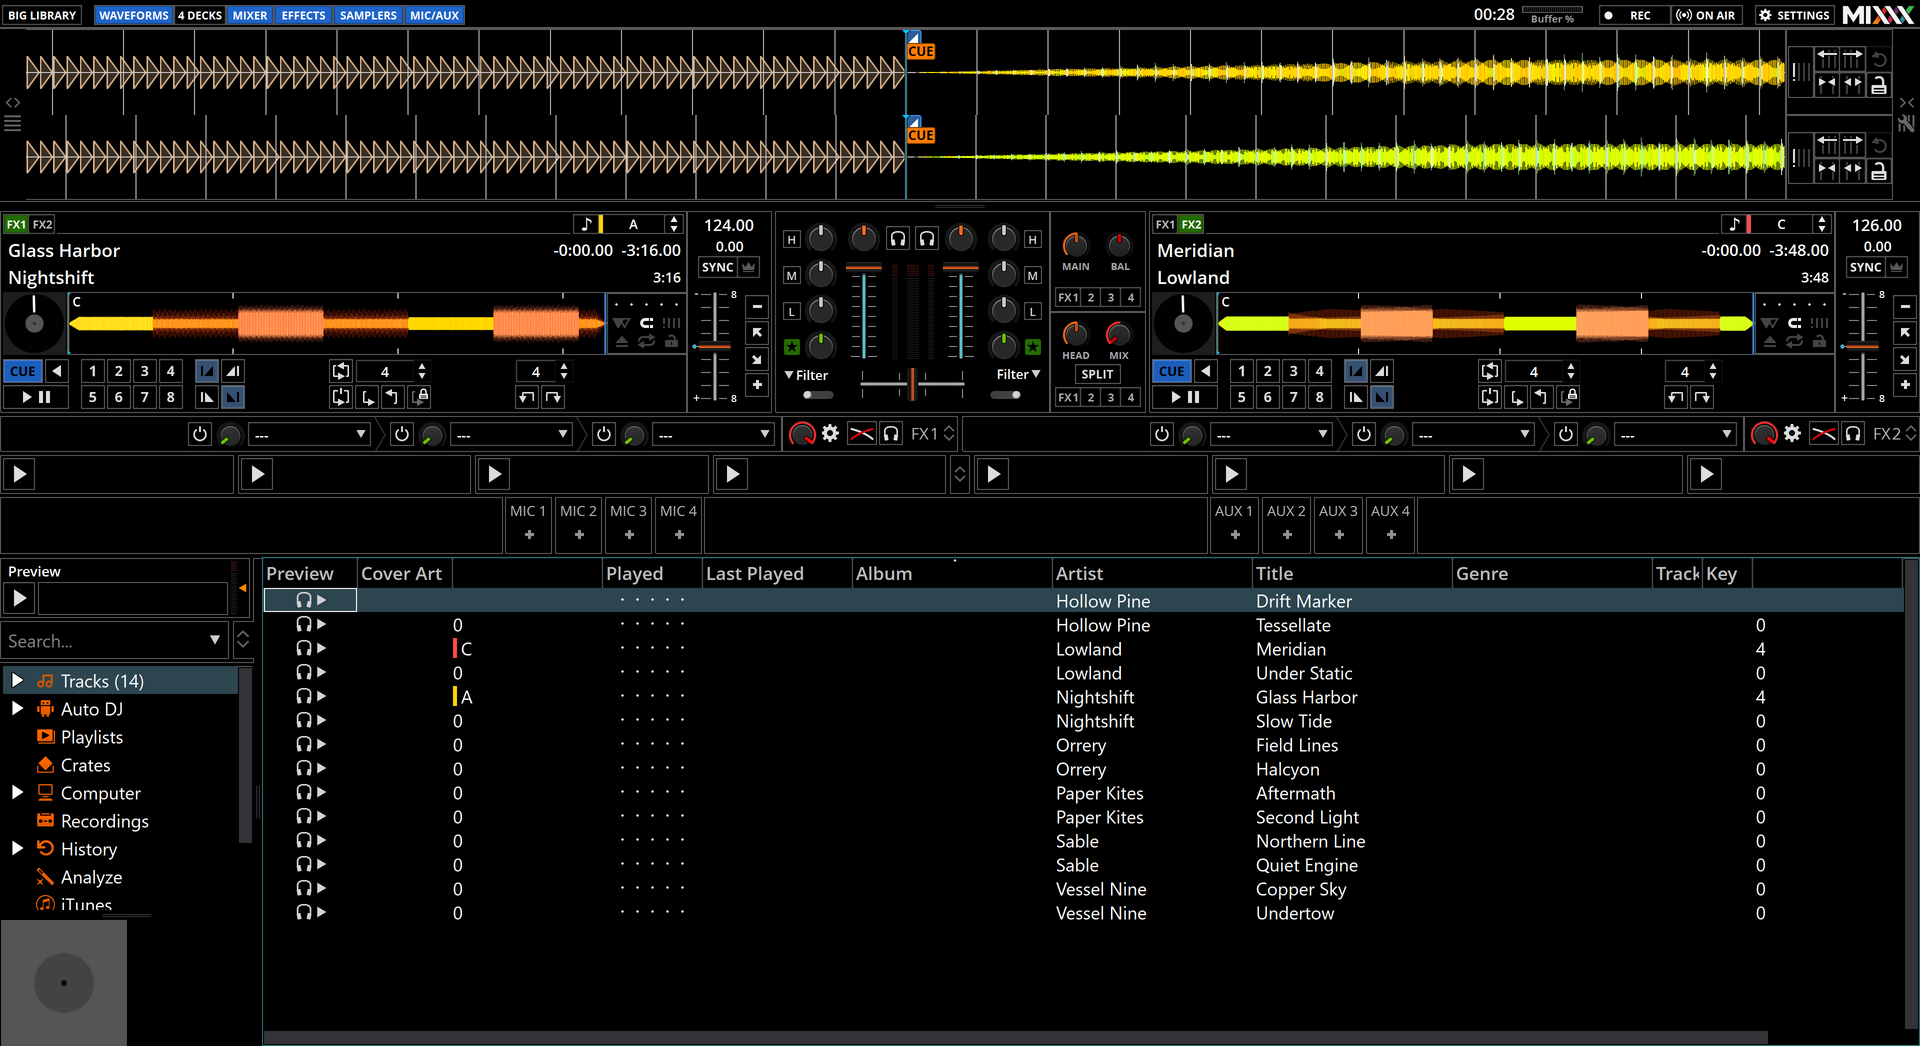 BIG LIBRARY WAVEFORMS 4 DECKS MIXER EFFECTS SAMPLERS MIC/AUX 00:28 Buffer % REC ON AIR SETTINGS MIXXX
CUE
CUE
FX1 FX2 A 124.00 H H FX1 FX2 C 126.00
Glass Harbor -0:00.00 -3:16.00 0.00 Meridian -0:00.00 -3:48.00 0.00
Nightshift 3:16 SYNC M M MAIN BAL Lowland 3:48 SYNC
C 8 L L FX1 2 3 4 C 8
HEAD MIX
CUE 1 2 3 4 4 4 Filter Filter SPLIT CUE 1 2 3 4 4 4
5 6 7 8 8 FX1 2 3 4 5 6 7 8 8
--- --- --- FX1 --- --- --- FX2
MIC 1 MIC 2 MIC 3 MIC 4 AUX 1 AUX 2 AUX 3 AUX 4
+ + + + + + + +
Preview
Search...
Tracks (14)
Auto DJ
Playlists
Crates
Computer
Recordings
History
Analyze
iTunes
Preview Cover Art Played Last Played Album Artist Title Genre Track Key
Hollow Pine Drift Marker
0 Hollow Pine Tessellate 0
C Lowland Meridian 4
0 Lowland Under Static 0
A Nightshift Glass Harbor 4
0 Nightshift Slow Tide 0
0 Orrery Field Lines 0
0 Orrery Halcyon 0
0 Paper Kites Aftermath 0
0 Paper Kites Second Light 0
0 Sable Northern Line 0
0 Sable Quiet Engine 0
0 Vessel Nine Copper Sky 0
0 Vessel Nine Undertow 0